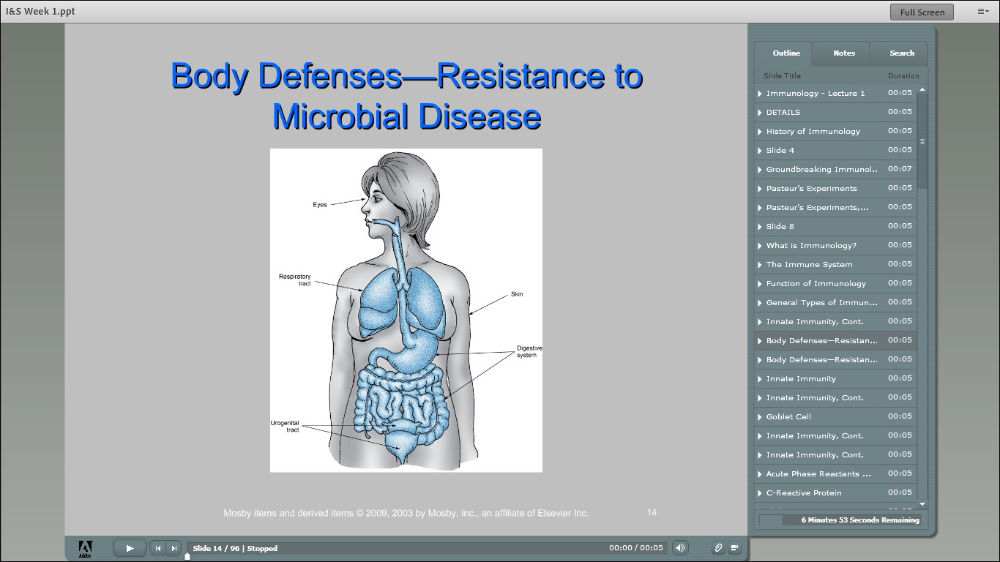 I&S Week 1.ppt
Full Screen
Body Defenses—Resistance to
Microbial Disease
Eyes
Respiratory
tract
Skin
Digestive
system
Urogenital
tract
Mosby items and derived items © 2009, 2003 by Mosby, Inc., an affiliate of Elsevier Inc.
14
Outline Notes Search
Slide Title Duration
Immunology - Lecture 1 00:05
DETAILS 00:05
History of Immunology 00:05
Slide 4 00:05
Groundbreaking Immunol.. 00:07
Pasteur's Experiments 00:05
Pasteur's Experiments,... 00:05
Slide 8 00:05
What is Immunology? 00:05
The Immune System 00:05
Function of Immunology 00:05
General Types of Immun... 00:05
Innate Immunity, Cont. 00:05
Body Defenses—Resistan... 00:05
Body Defenses—Resistan... 00:05
Innate Immunity 00:05
Innate Immunity, Cont. 00:05
Goblet Cell 00:05
Innate Immunity, Cont. 00:05
Innate Immunity, Cont. 00:05
Acute Phase Reactants ... 00:05
C-Reactive Protein 00:05
6 Minutes 53 Seconds Remaining
Adobe
Slide 14 / 96 | Stopped
00:00 / 00:05